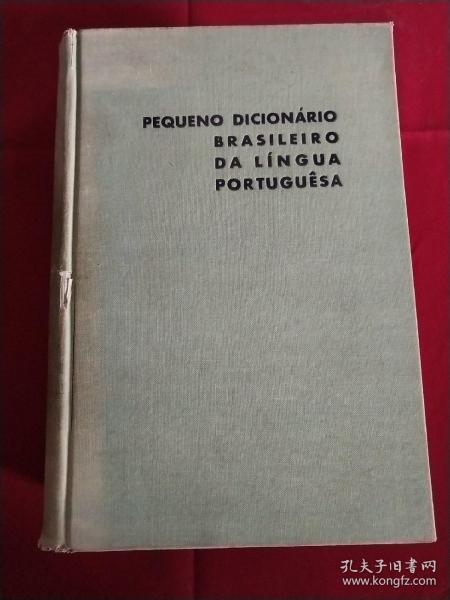 PEQUENO DICIONÁRIO
BRASILEIRO
DA LÍNGUA
PORTUGUÊSA
孔夫子旧书网
www.kongfz.com